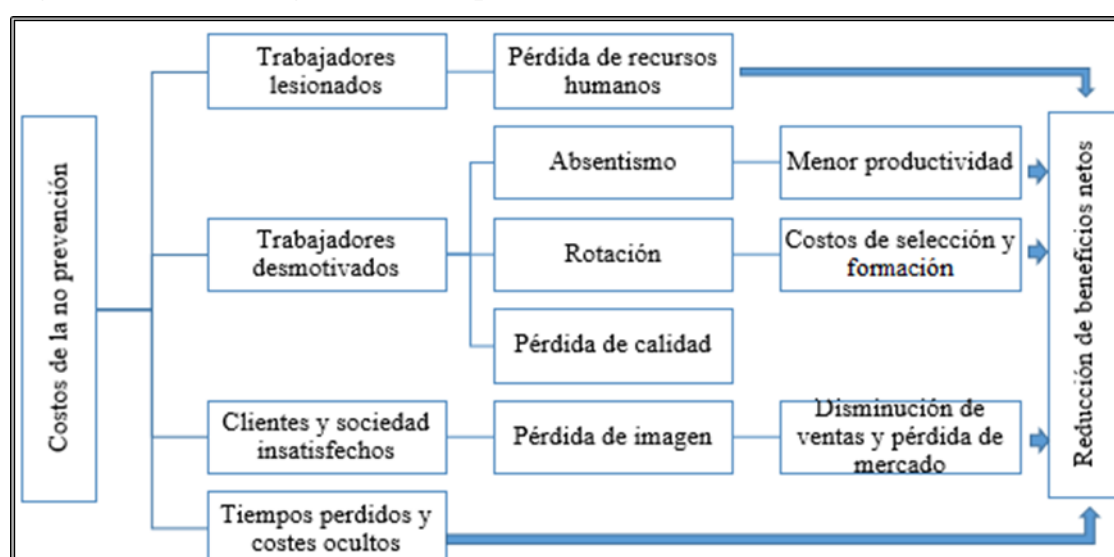 Costos de la no prevención
Trabajadores
lesionados
Pérdida de recursos
humanos
Trabajadores
desmotivados
Absentismo
Menor productividad
Rotación
Costos de selección y
formación
Pérdida de calidad
Clientes y sociedad
insatisfechos
Pérdida de imagen
Disminución de
ventas y pérdida de
mercado
Tiempos perdidos y
costes ocultos
Reducción de beneficios netos